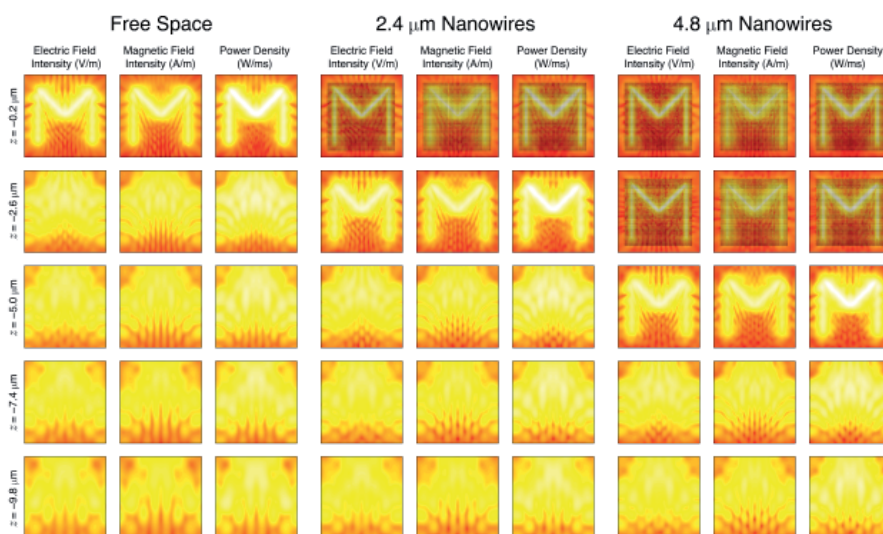 Free Space 2.4 μm Nanowires 4.8 μm Nanowires
Electric Field Magnetic Field Power Density Electric Field Magnetic Field Power Density Electric Field Magnetic Field Power Density
Intensity (V/m) Intensity (A/m) (W/ms) Intensity (V/m) Intensity (A/m) (W/ms) Intensity (V/m) Intensity (A/m) (W/ms)
z = −0.2 μm
z = −2.6 μm
z = −5.0 μm
z = −7.4 μm
z = −9.8 μm